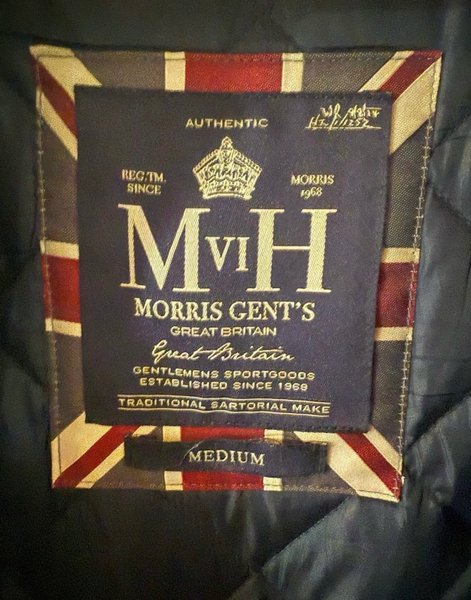 AUTHENTIC
REG.TM.
SINCE
MORRIS
1968
MVIH
MORRIS GENT'S
GREAT BRITAIN
Great Britain
GENTLEMENS SPORTGOODS
ESTABLISHED SINCE 1969
TRADITIONAL SARTORIAL MAKE
MEDIUM